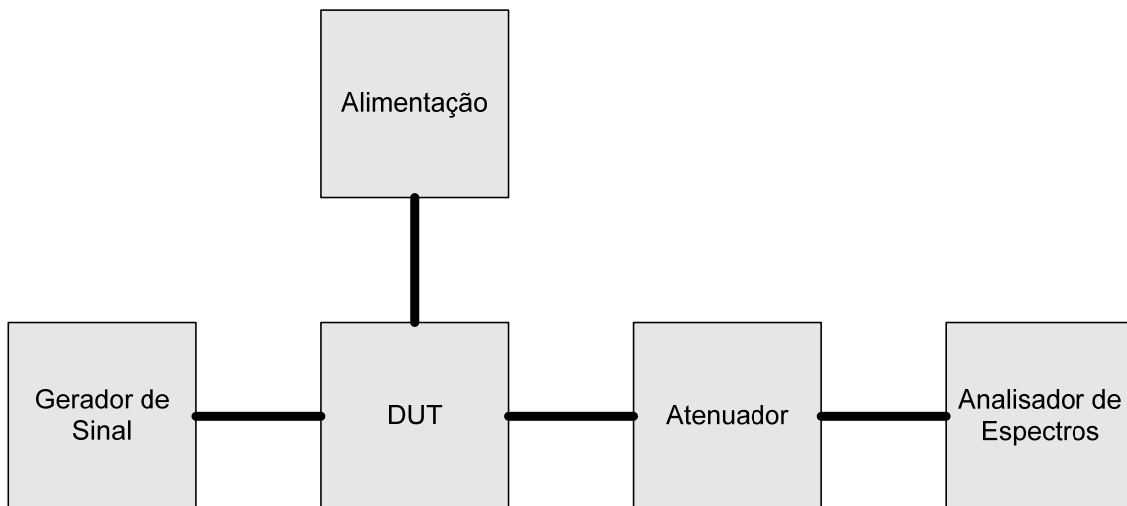 Alimentação
Gerador de
Sinal
DUT
Atenuador
Analisador de
Espectros